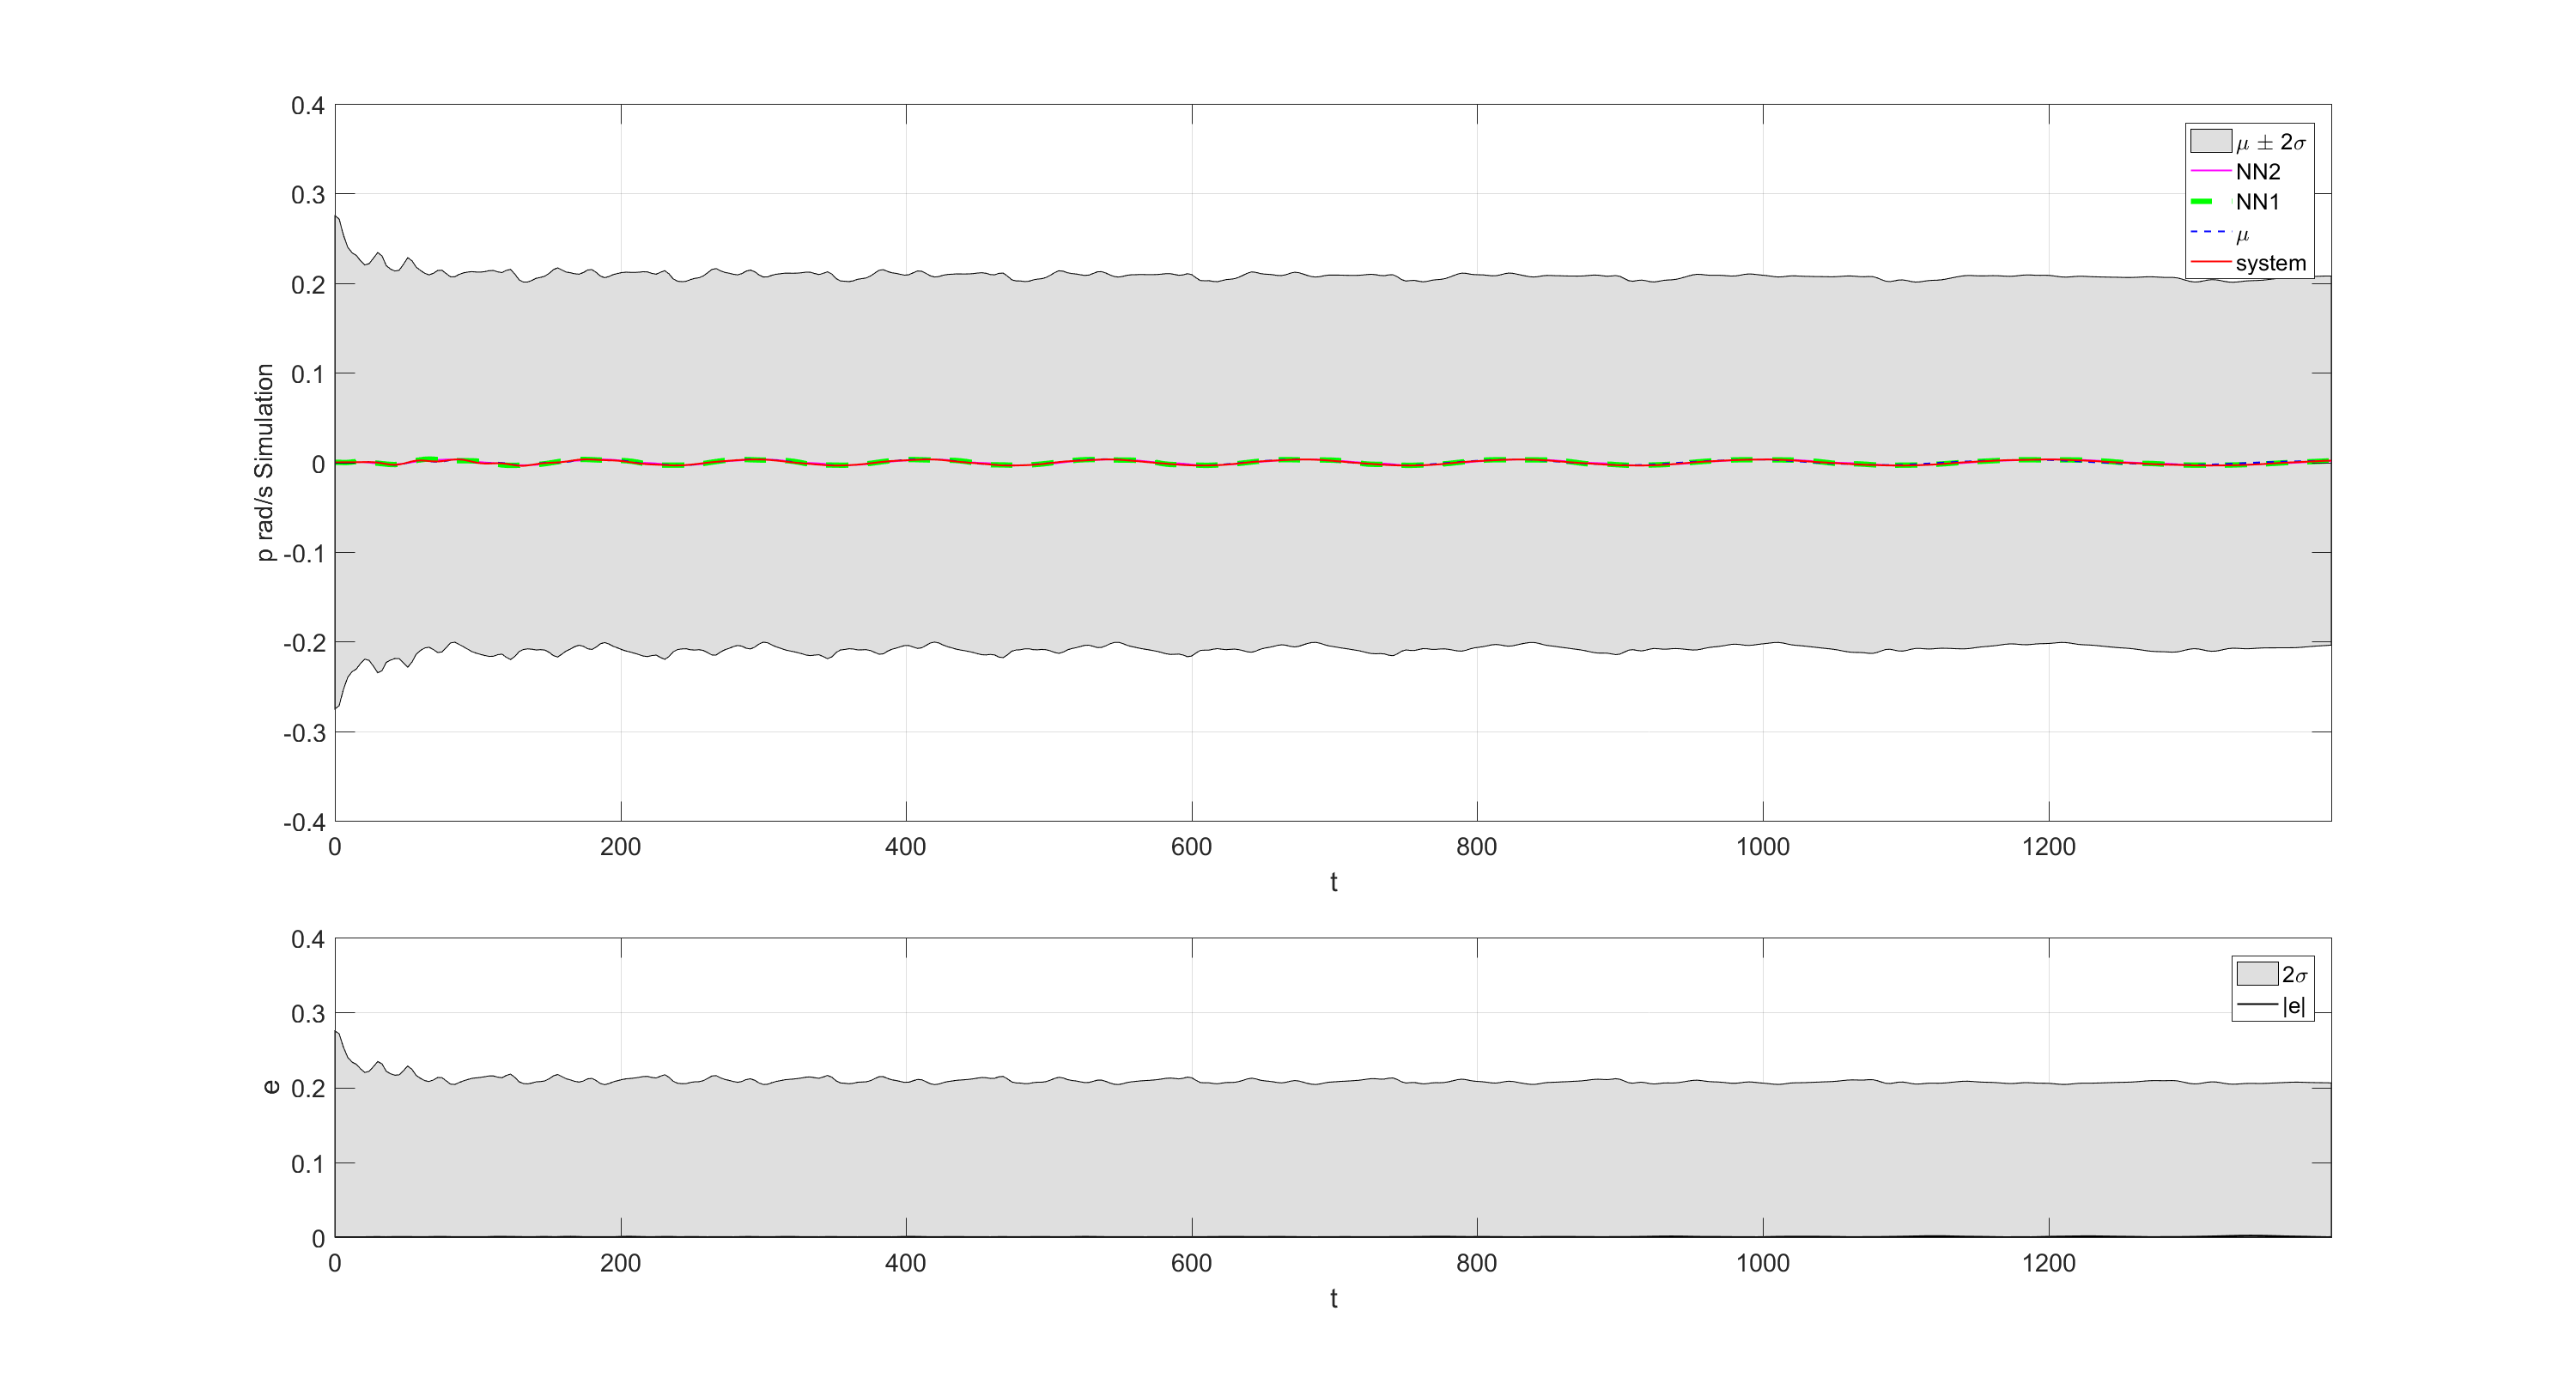 0.4
0.3
0.2
0.1
0
-0.1
-0.2
-0.3
-0.4
p rad/s Simulation
0 200 400 600 800 1000 1200
t
μ ± 2σ
NN2
NN1
μ
system
0.4
0.3
0.2
0.1
0
e
0 200 400 600 800 1000 1200
t
2σ
|e|